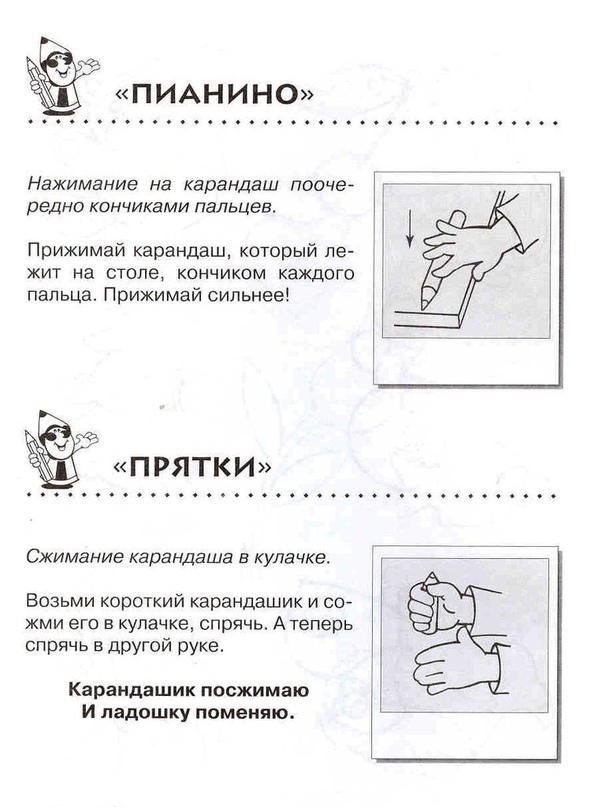 «ПИАНИНО»
Нажимание на карандаш пооче-
редно кончиками пальцев.
Прижимай карандаш, который ле-
жит на столе, кончиком каждого
пальца. Прижимай сильнее!
«ПРЯТКИ»
Сжимание карандаша в кулачке.
Возьми короткий карандашик и со-
жми его в кулачке, спрячь. А теперь
спрячь в другой руке.
Карандашик посжимаю
И ладошку поменяю.